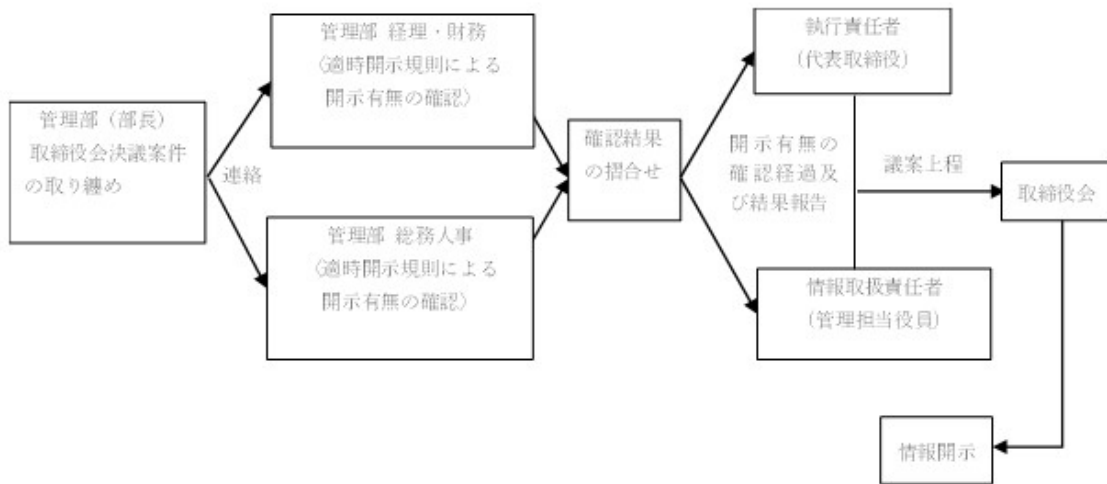 管理部（部長）
取締役会決議案件
の取り纏め
連絡
管理部 経理・財務
〈適時開示規則による
開示有無の確認〉
管理部 総務人事
〈適時開示規則による
開示有無の確認〉
確認結果
の摺合せ
執行責任者
（代表取締役）
開示有無の
確認経過及
び結果報告
情報取扱責任者
（管理担当役員）
議案上程
取締役会
情報開示